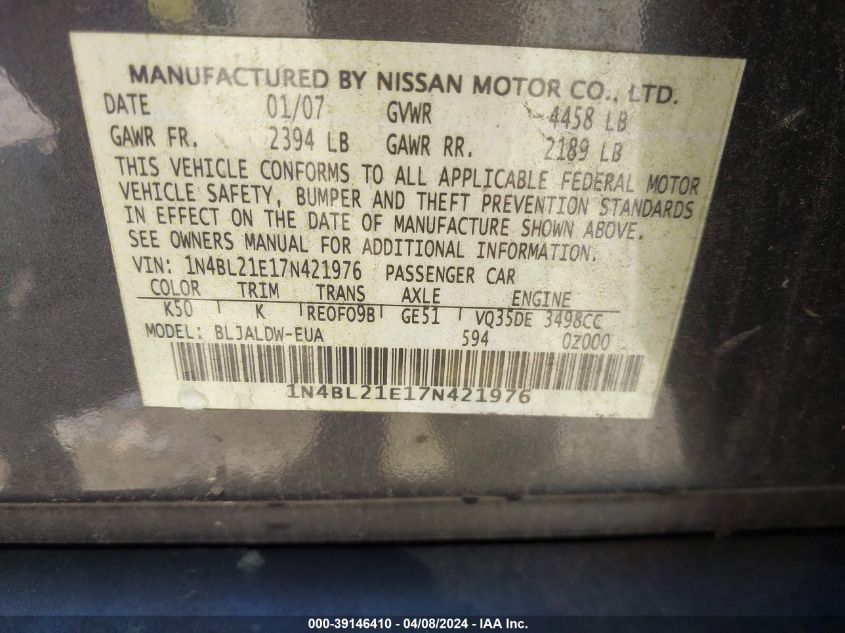 MANUFACTURED BY NISSAN MOTOR CO., LTD.
DATE 01/07 GVWR 4458 LB
GAWR FR. 2394 LB GAWR RR. 2189 LB
THIS VEHICLE CONFORMS TO ALL APPLICABLE FEDERAL MOTOR
VEHICLE SAFETY, BUMPER AND THEFT PREVENTION STANDARDS
IN EFFECT ON THE DATE OF MANUFACTURE SHOWN ABOVE.
SEE OWNERS MANUAL FOR ADDITIONAL INFORMATION.
VIN: 1N4BL21E17N421976 PASSENGER CAR
COLOR TRIM TRANS AXLE ENGINE
K50 K RE0F09B GE51 VQ35DE 3498CC
MODEL: BLJALDW-EUA 594 0Z000
1N4BL21E17N421976
000-39146410 - 04/08/2024 - IAA Inc.